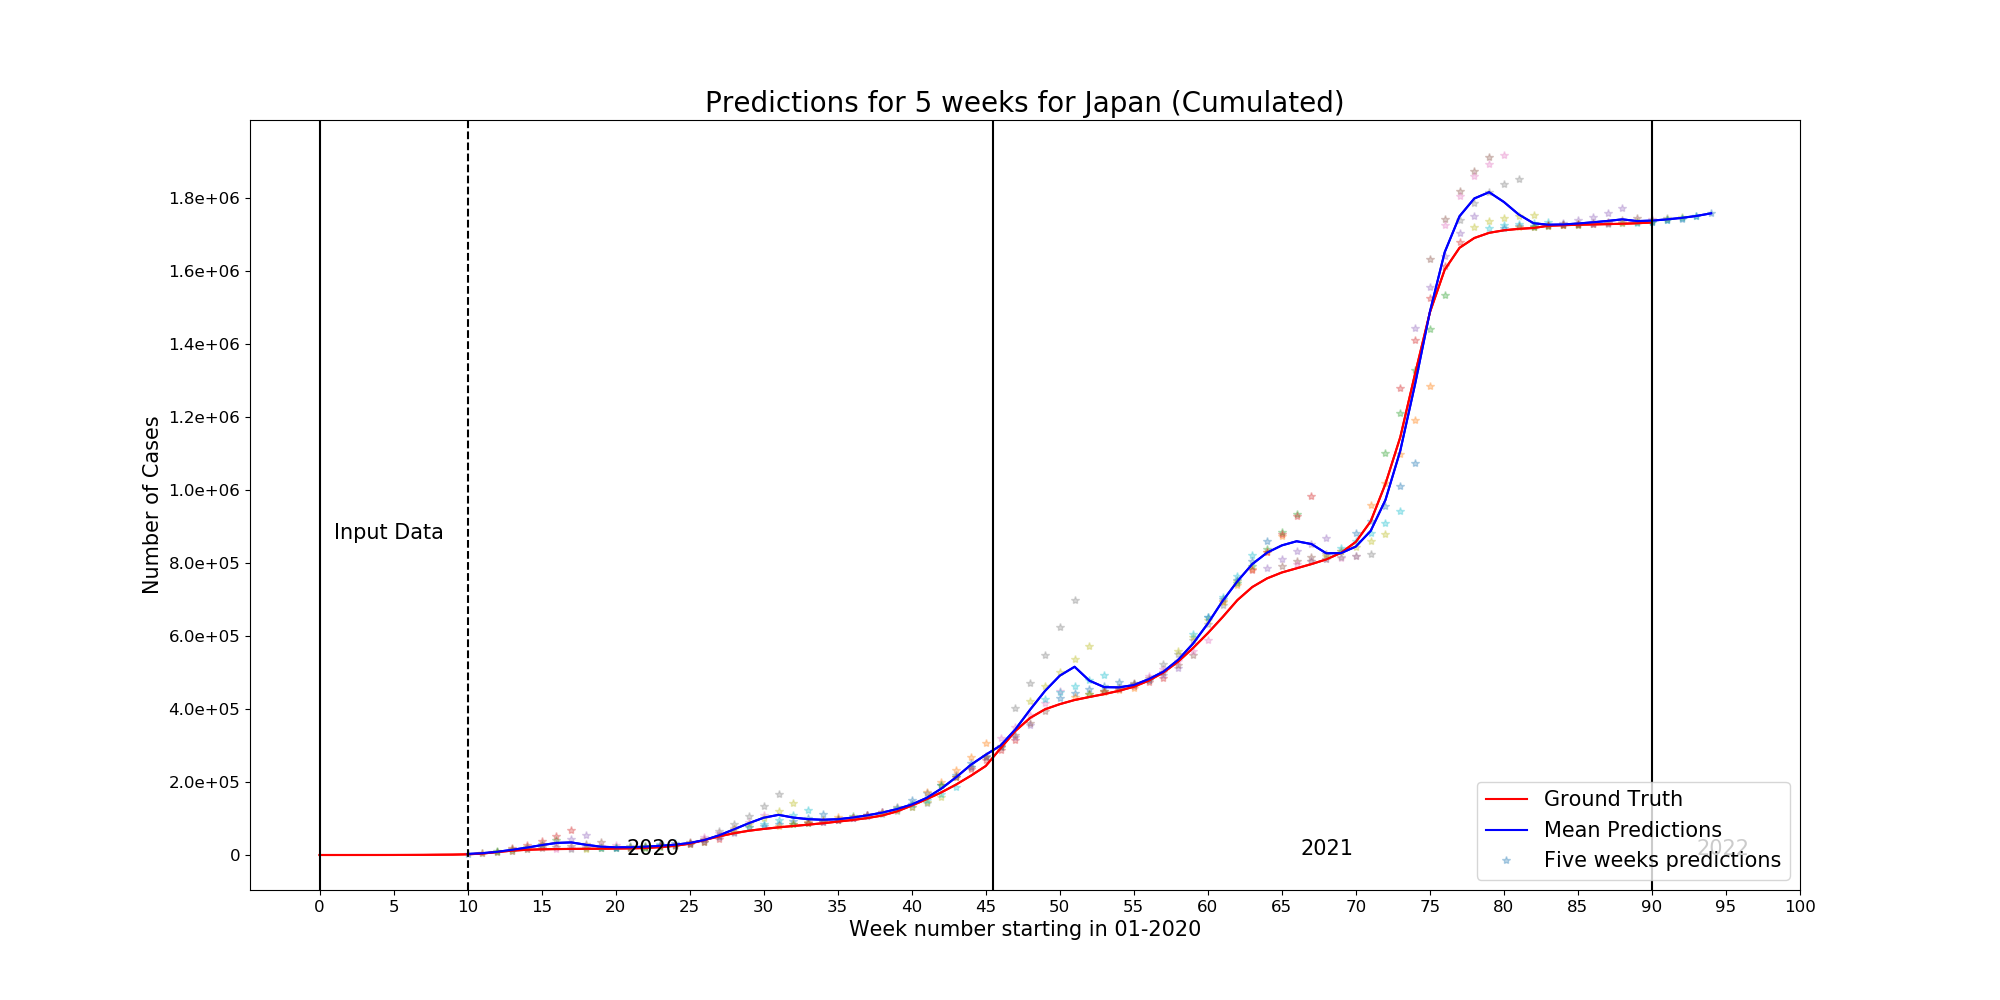 Predictions for 5 weeks for Japan (Cumulated)
1.8e+06
1.6e+06
1.4e+06
1.2e+06
1.0e+06
8.0e+05
6.0e+05
4.0e+05
2.0e+05
0
Number of Cases
Input Data
2020
2021
2022
Ground Truth
Mean Predictions
Five weeks predictions
0 5 10 15 20 25 30 35 40 45 50 55 60 65 70 75 80 85 90 95 100
Week number starting in 01-2020